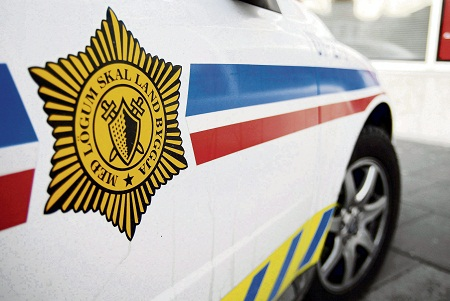 MEÐ LÖGUM SKAL LAND BYGGJA